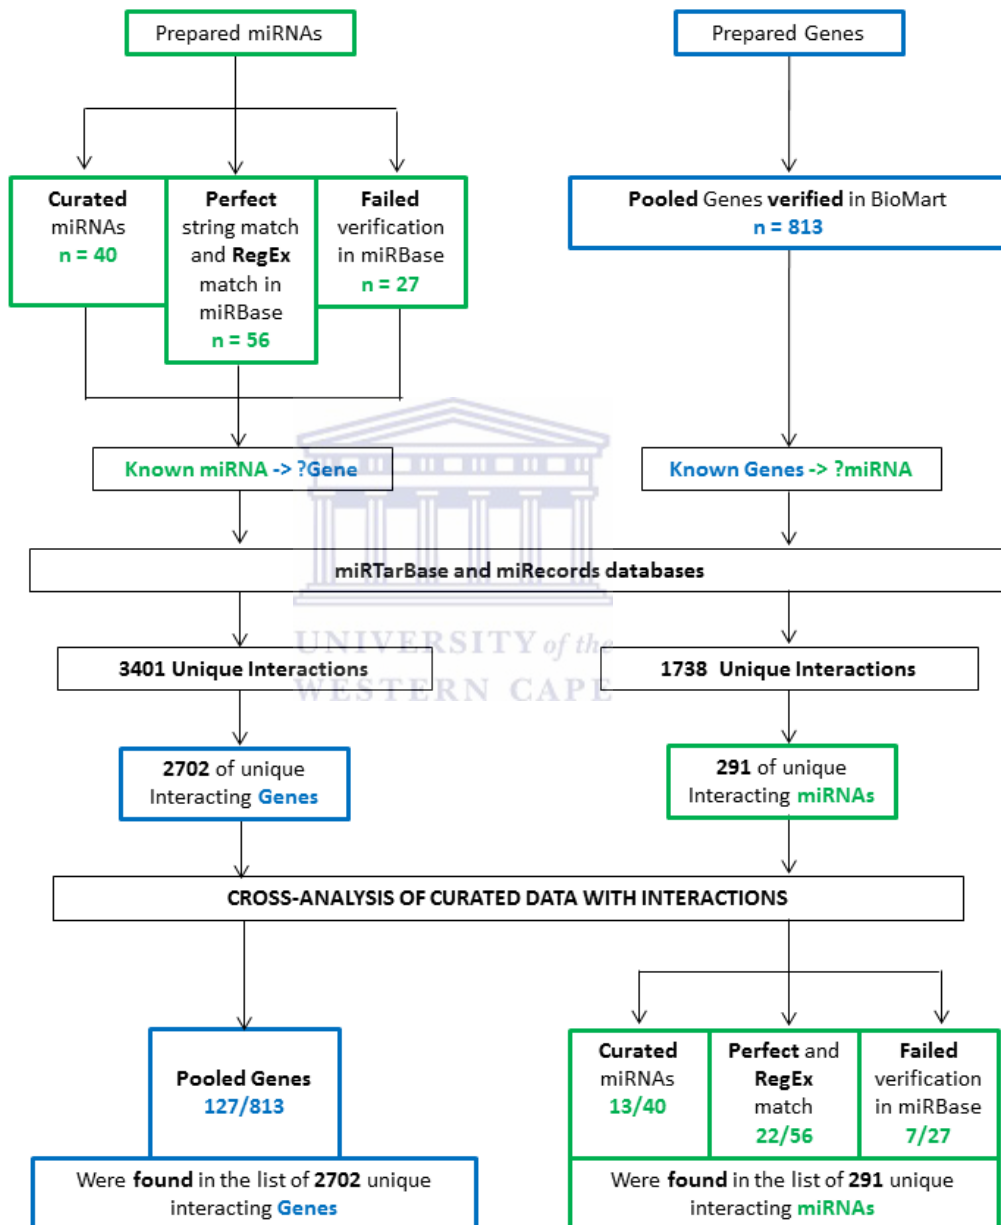 Prepared miRNAs
Prepared Genes
Curated
miRNAs
n = 40
Perfect
string match
and RegEx
match in
miRBase
n = 56
Failed
verification
in miRBase
n = 27
Pooled Genes verified in BioMart
n = 813
Known miRNA -> ?Gene
Known Genes -> ?miRNA
miRTarBase and miRecords databases
UNIVERSITY of the
WESTERN CAPE
3401 Unique Interactions
1738 Unique Interactions
2702 of unique
Interacting Genes
291 of unique
Interacting miRNAs
CROSS-ANALYSIS OF CURATED DATA WITH INTERACTIONS
Pooled Genes
127/813
Were found in the list of 2702 unique
interacting Genes
Curated
miRNAs
13/40
Perfect and
RegEx
match
22/56
Failed
verification
in miRBase
7/27
Were found in the list of 291 unique
interacting miRNAs